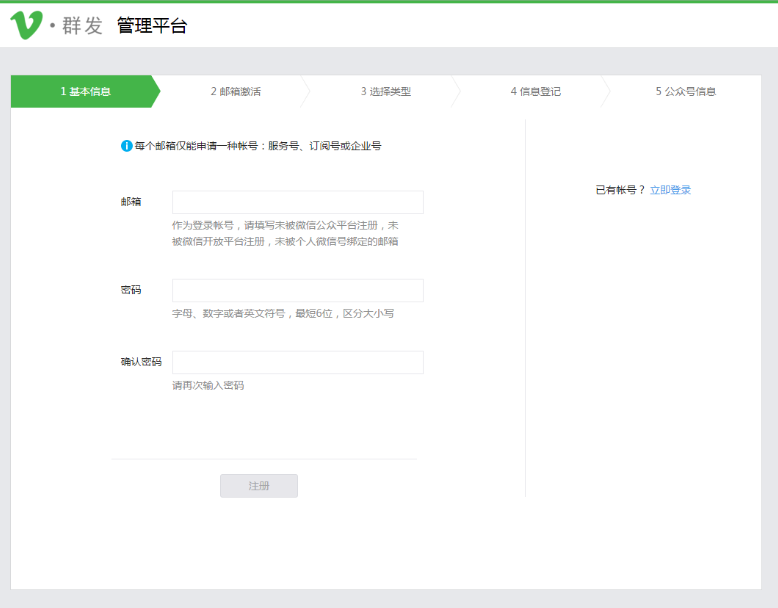 ·群发 管理平台
1 基本信息
2 邮箱激活
3 选择类型
4 信息登记
5 公众号信息
每个邮箱仅能申请一种帐号：服务号、订阅号或企业号
已有帐号？ 立即登录
邮箱
作为登录帐号，请填写未被微信公众平台注册，未
被微信开放平台注册，未被个人微信号绑定的邮箱
密码
字母、数字或者英文符号，最短6位，区分大小写
确认密码
请再次输入密码
注册